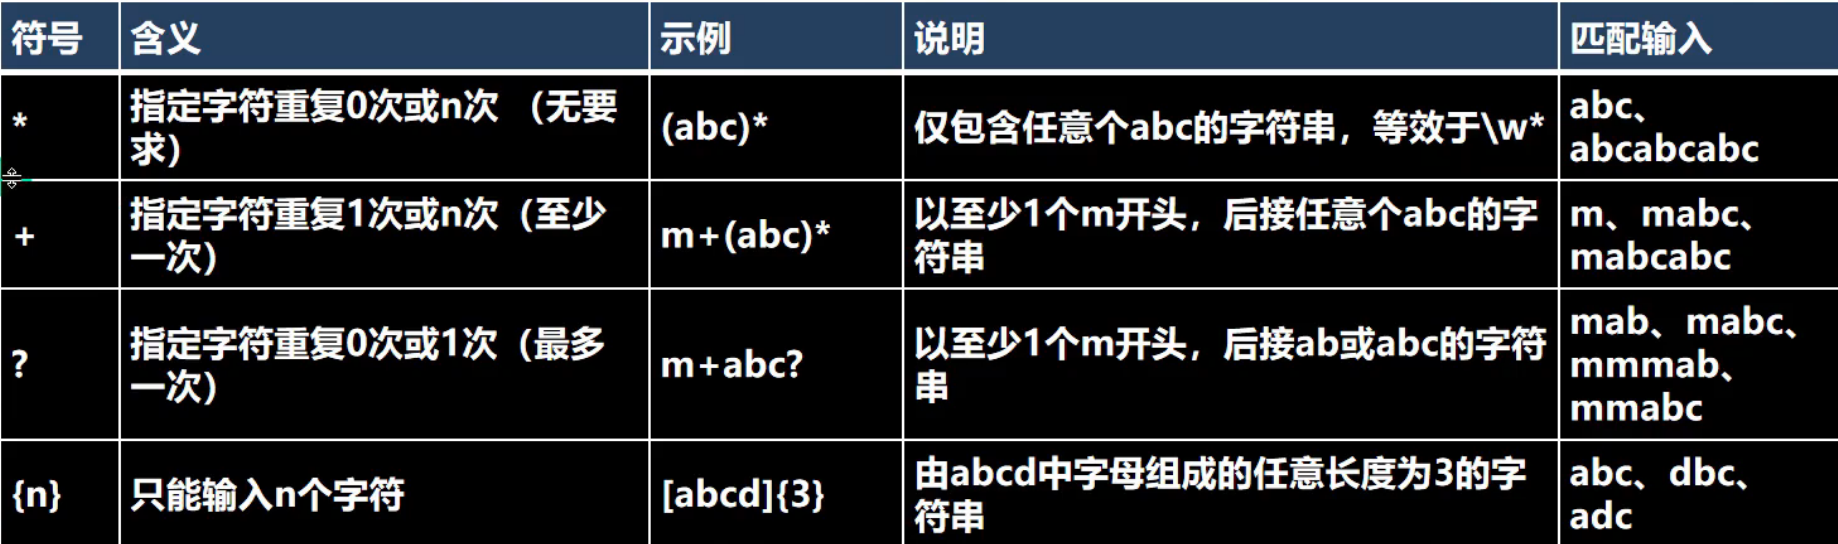 符号 含义 示例 说明 匹配输入
* 指定字符重复0次或n次 （无要 (abc)* 仅包含任意个abc的字符串，等效于\w* abc、
求） abcabcabc
+ 指定字符重复1次或n次（至少 m+(abc)* 以至少1个m开头，后接任意个abc的字 m、mabc、
一次） 符串 mabcabc
? 指定字符重复0次或1次（最多 m+abc? 以至少1个m开头，后接ab或abc的字符 mab、mabc、
一次） 串 mmmab、
mmabc
{n} 只能输入n个字符 [abcd]{3} 由abcd中字母组成的任意长度为3的字 abc、dbc、
符串 adc